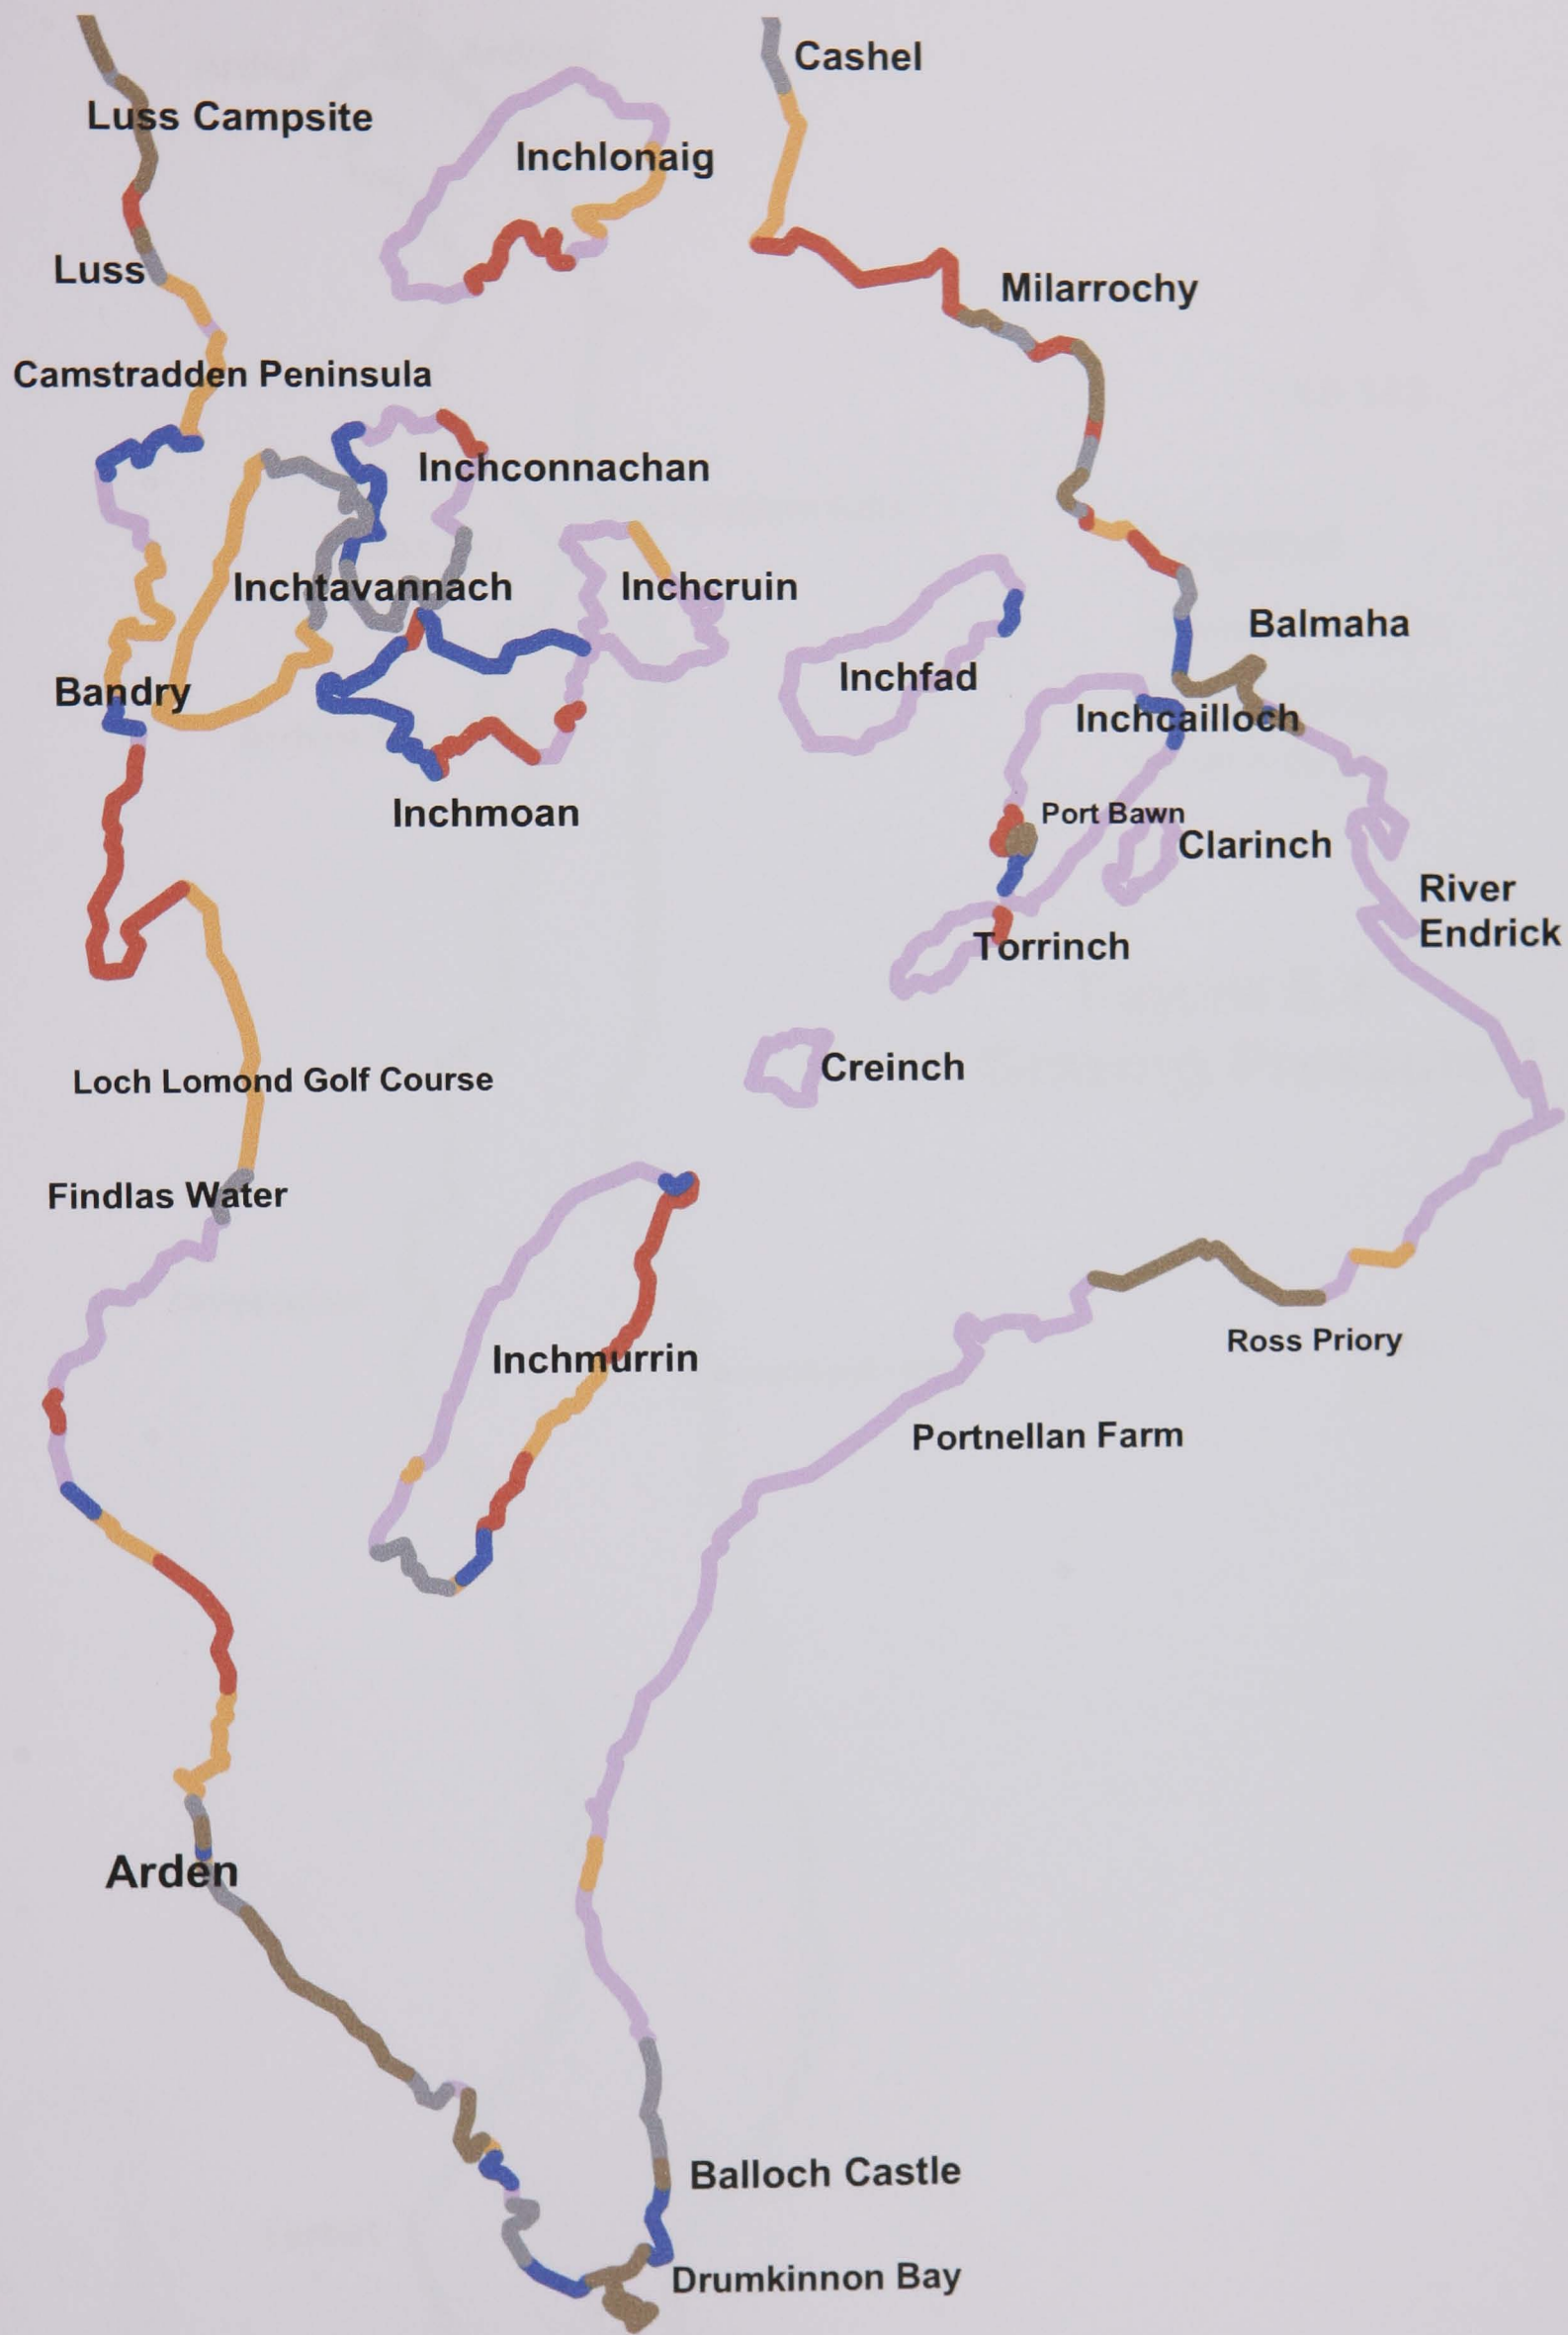 Cashel
Luss Campsite
Inchlonaig
Luss
Milarrochy
Camstradden Peninsula
Inchconnachan
Inchtavannach
Inchcruin
Balmaha
Inchfad
Bandry
Inchcailloch
Inchmoan
Port Bawn
Clarinch
River
Endrick
Torrinch
Creinch
Loch Lomond Golf Course
Findlas Water
Ross Priory
Inchmurrin
Portnellan Farm
Arden
Balloch Castle
Drumkinnon Bay